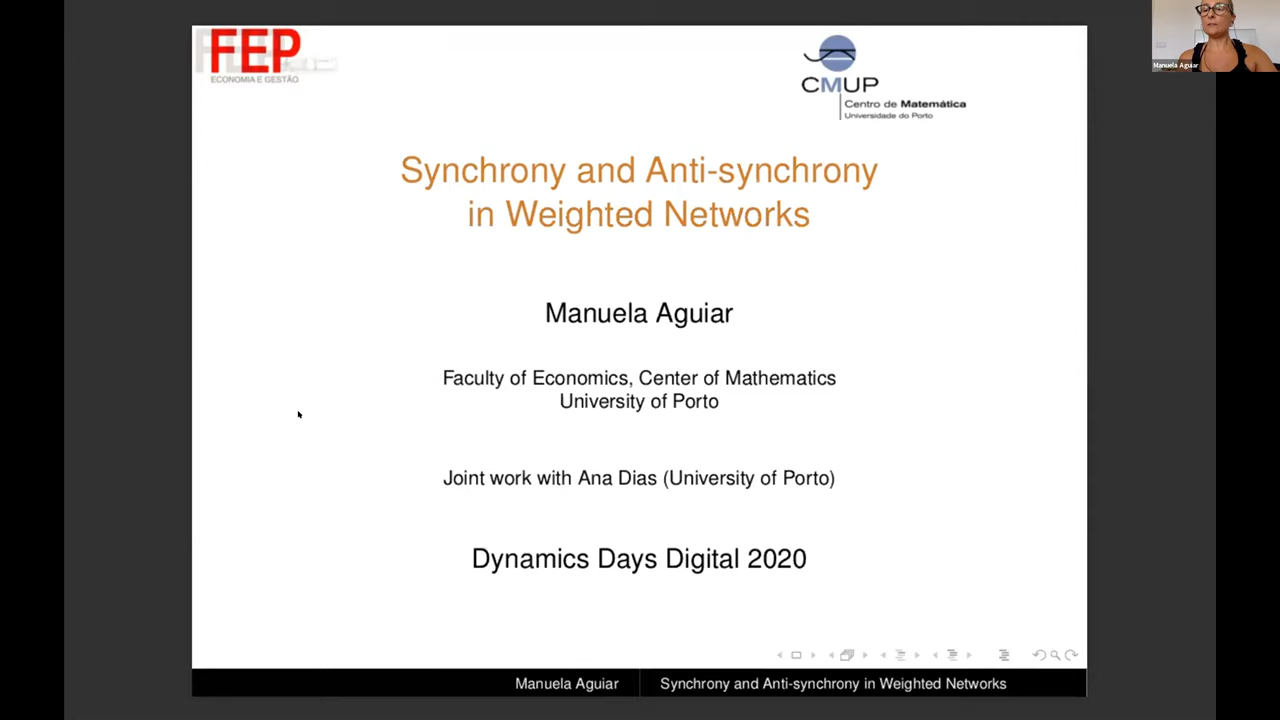 FEP
ECONOMIA E GESTÃO
CMUP
Centro de Matemática
Universidade do Porto
Manuela Aguiar
Synchrony and Anti-synchrony
in Weighted Networks
Manuela Aguiar
Faculty of Economics, Center of Mathematics
University of Porto
Joint work with Ana Dias (University of Porto)
Dynamics Days Digital 2020
Manuela Aguiar
Synchrony and Anti-synchrony in Weighted Networks